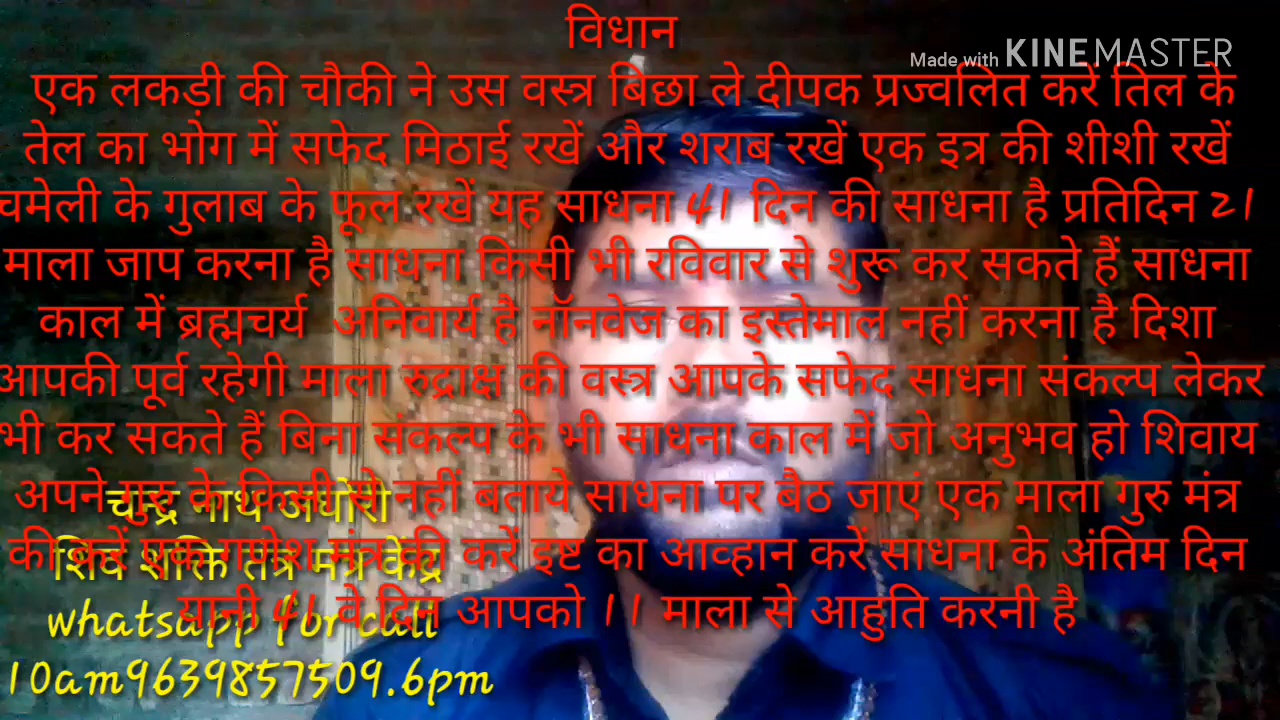 विधान
Made with KINEMASTER
एक लकड़ी की चौकी ने उस वस्त्र बिछा ले दीपक प्रज्वलित करें तिल के
तेल का भोग में सफेद मिठाई रखें और शराब रखें एक इत्र की शीशी रखें
चमेली के गुलाब के फूल रखें यह साधना 41 दिन की साधना है प्रतिदिन 21
माला जाप करना है साधना किसी भी रविवार से शुरू कर सकते हैं साधना
काल में ब्रह्मचर्य अनिवार्य है नॉनवेज का इस्तेमाल नहीं करना है दिशा
आपकी पूर्व रहेगी माला रुद्राक्ष की वस्त्र आपके सफेद साधना संकल्प लेकर
भी कर सकते हैं बिना संकल्प के भी साधना काल में जो अनुभव हो शिवाय
अपने गुरु के किसी से नहीं बताये साधना पर बैठ जाएं एक माला गुरु मंत्र
की करें एक गणेश मंत्र की करें इष्ट का आव्हान करें साधना के अंतिम दिन
यानी 41 वे दिन आपको 11 माला से आहुति करनी है
चन्द्र नाथ अघोरी
शिव शक्ति तंत्र मंत्र केंद्र
whatsapp for call
10am9639857509.6pm